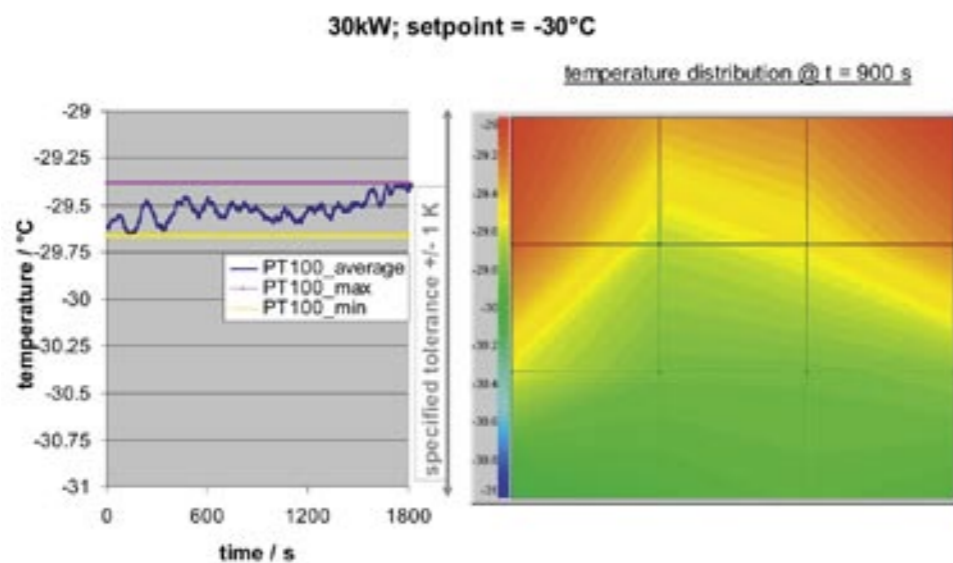 30kW; setpoint = -30°C
temperature distribution @ t = 900 s
-29
-29.25
-29.5
-29.75
-30
-30.25
-30.5
-30.75
-31
temperature / °C
0
600
1200
1800
time / s
PT100_average
PT100_max
PT100_min
specified tolerance +/- 1 K